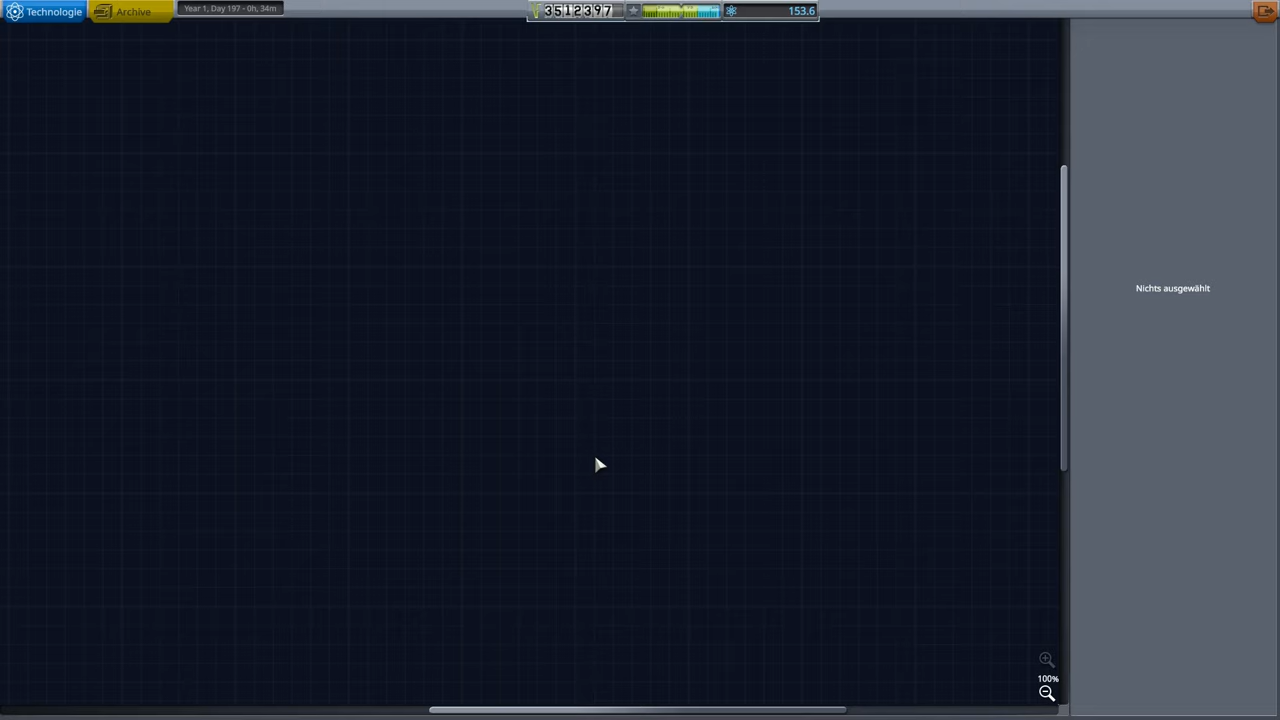 Technologie
Archive
Year 1, Day 197 - 0h, 34m
3512397
153.6
Nichts ausgewählt
100%